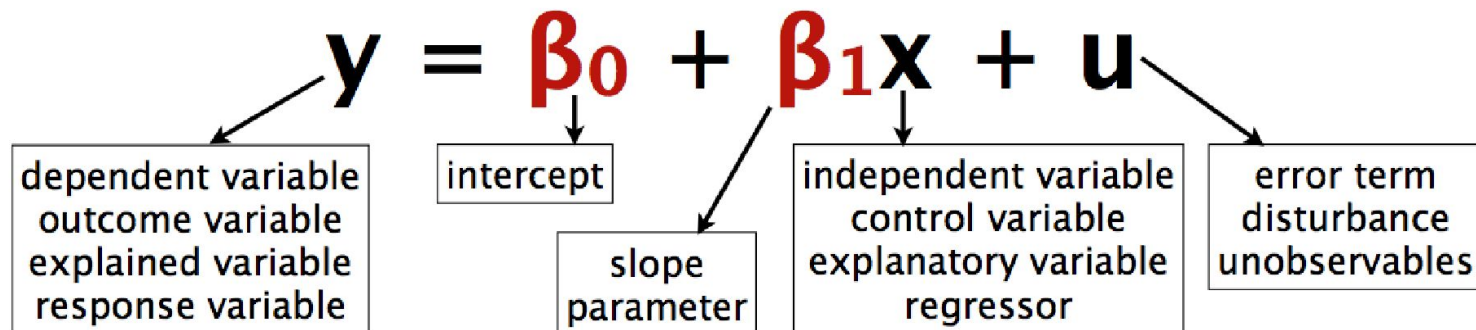 y = β0 + β1x + u
dependent variable
outcome variable
explained variable
response variable
intercept
slope
parameter
independent variable
control variable
explanatory variable
regressor
error term
disturbance
unobservables